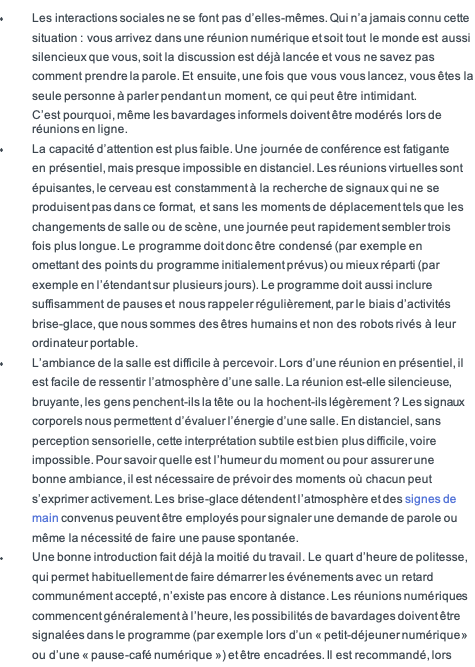 • Les interactions sociales ne se font pas d'elles-mêmes. Qui n'a jamais connu cette
situation : vous arrivez dans une réunion numérique et soit tout le monde est aussi
silencieux que vous, soit la discussion est déjà lancée et vous ne savez pas
comment prendre la parole. Et ensuite, une fois que vous vous lancez, vous êtes la
seule personne à parler pendant un moment, ce qui peut être intimidant.
C'est pourquoi, même les bavardages informels doivent être modérés lors de
réunions en ligne.
• La capacité d'attention est plus faible. Une journée de conférence est fatigante
en présentiel, mais presque impossible en distanciel. Les réunions virtuelles sont
épuisantes, le cerveau est constamment à la recherche de signaux qui ne se
produisent pas dans ce format, et sans les moments de déplacement tels que les
changements de salle ou de scène, une journée peut rapidement sembler trois
fois plus longue. Le programme doit donc être condensé (par exemple en
omettant des points du programme initialement prévus) ou mieux réparti (par
exemple en l'étendant sur plusieurs jours). Le programme doit aussi inclure
suffisamment de pauses et nous rappeler régulièrement, par le biais d'activités
brise-glace, que nous sommes des êtres humains et non des robots rivés à leur
ordinateur portable.
• L'ambiance de la salle est difficile à percevoir. Lors d'une réunion en présentiel, il
est facile de ressentir l'atmosphère d'une salle. La réunion est-elle silencieuse,
bruyante, les gens penchent-ils la tête ou la hochent-ils légèrement ? Les signaux
corporels nous permettent d'évaluer l'énergie d'une salle. En distanciel, sans
perception sensorielle, cette interprétation subtile est bien plus difficile, voire
impossible. Pour savoir quelle est l'humeur du moment ou pour assurer une
bonne ambiance, il est nécessaire de prévoir des moments où chacun peut
s'exprimer activement. Les brise-glace détendent l'atmosphère et des signes de
main convenus peuvent être employés pour signaler une demande de parole ou
même la nécessité de faire une pause spontanée.
• Une bonne introduction fait déjà la moitié du travail. Le quart d'heure de politesse,
qui permet habituellement de faire démarrer les événements avec un retard
communément accepté, n'existe pas encore à distance. Les réunions numériques
commencent généralement à l'heure, les possibilités de bavardages doivent être
signalées dans le programme (par exemple lors d'un « petit-déjeuner numérique »
ou d'une « pause-café numérique ») et être encadrées. Il est recommandé, lors